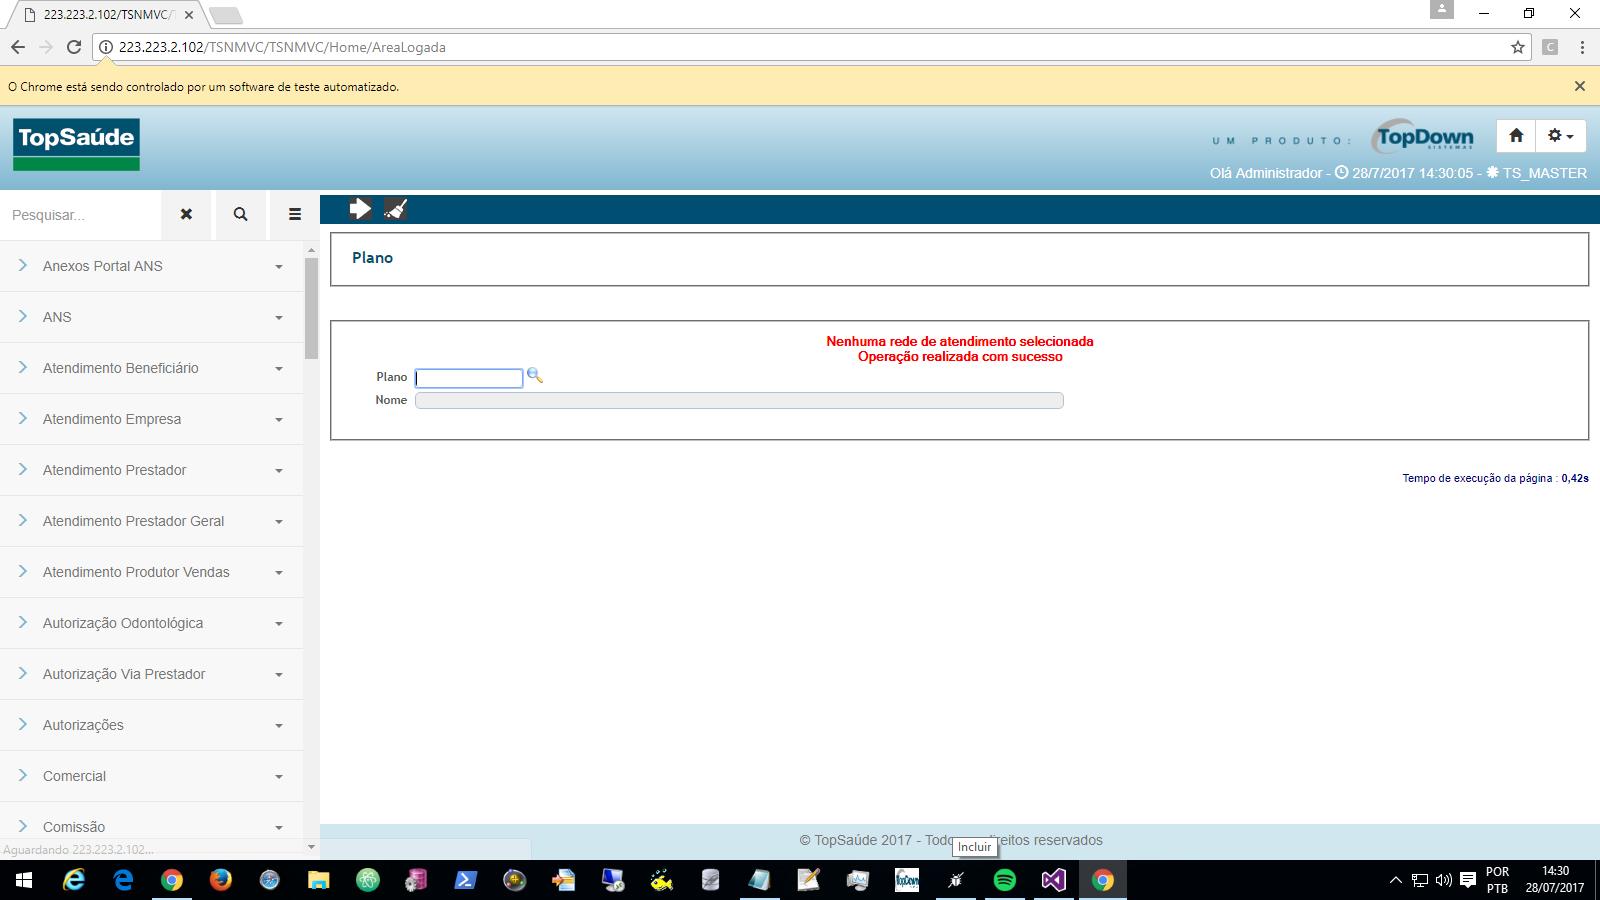 223.223.2.102/TSNMVC/T
223.223.2.102/TSNMVC/TSNMVC/Home/AreaLogada
C
O Chrome está sendo controlado por um software de teste automatizado.
TopSaúde
UM PRODUTO:
TopDown
SISTEMAS
Olá Administrador - 28/7/2017 14:30:05 - TS_MASTER
Pesquisar...
Anexos Portal ANS
ANS
Atendimento Beneficiário
Atendimento Empresa
Atendimento Prestador
Atendimento Prestador Geral
Atendimento Produtor Vendas
Autorização Odontológica
Autorização Via Prestador
Autorizações
Comercial
Comissão
Aguardando 223.223.2.102...
Plano
Nenhuma rede de atendimento selecionada
Operação realizada com sucesso
Plano
Nome
Tempo de execução da página : 0,42s
© TopSaúde 2017 - Todo reitos reservados
Incluir
TopDown
POR
PTB
14:30
28/07/2017